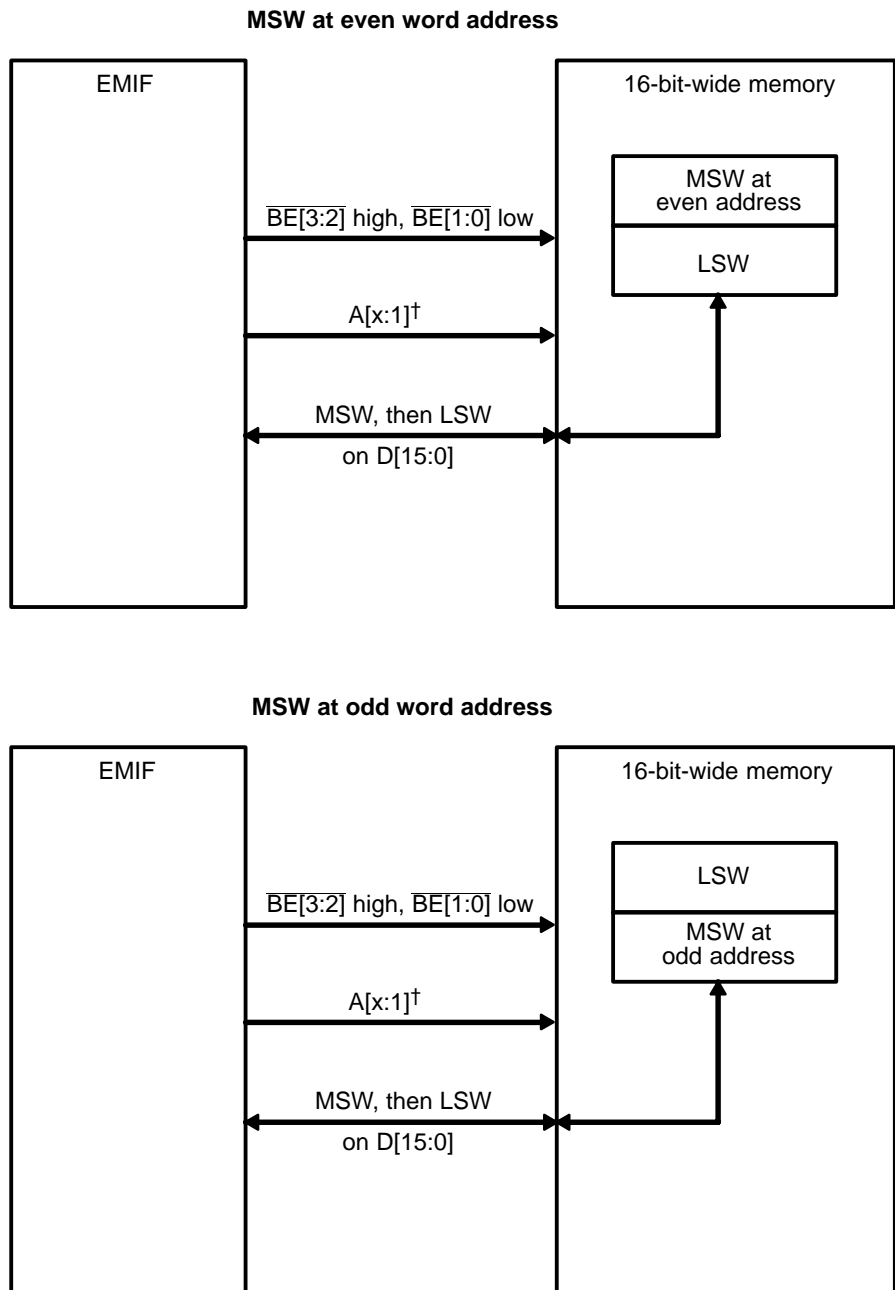 MSW at even word address
EMIF
16-bit-wide memory
MSW at
even address
LSW
BE[3:2] high, BE[1:0] low
A[x:1]†
MSW, then LSW
on D[15:0]
MSW at odd word address
EMIF
16-bit-wide memory
LSW
MSW at
odd address
BE[3:2] high, BE[1:0] low
A[x:1]†
MSW, then LSW
on D[15:0]